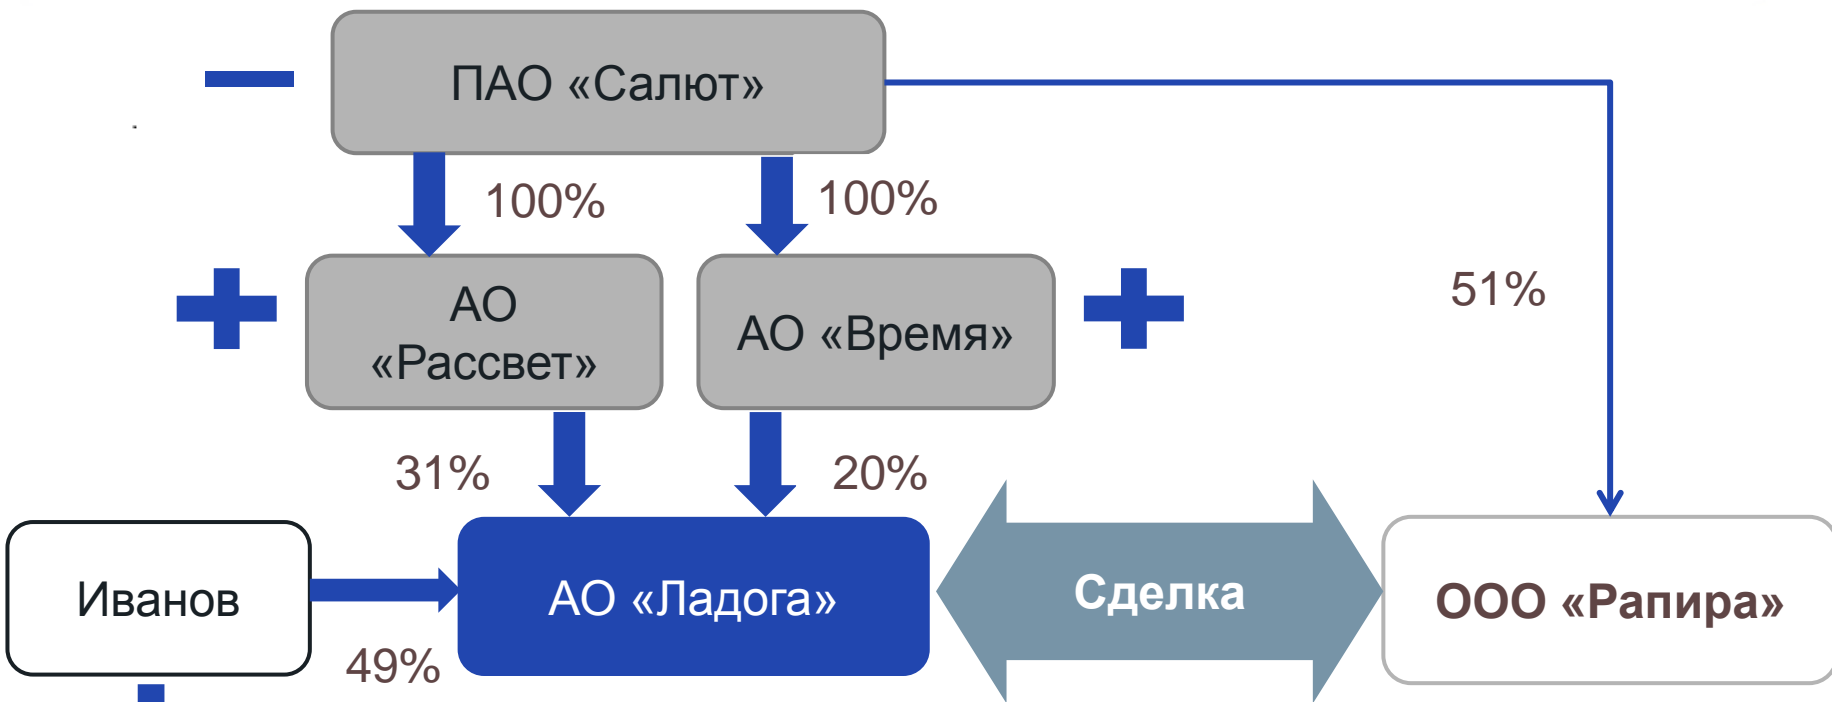 ПАО «Салют»
100%
100%
51%
АО
«Рассвет»
АО «Время»
31%
20%
Иванов
49%
АО «Ладога»
Сделка
ООО «Рапира»